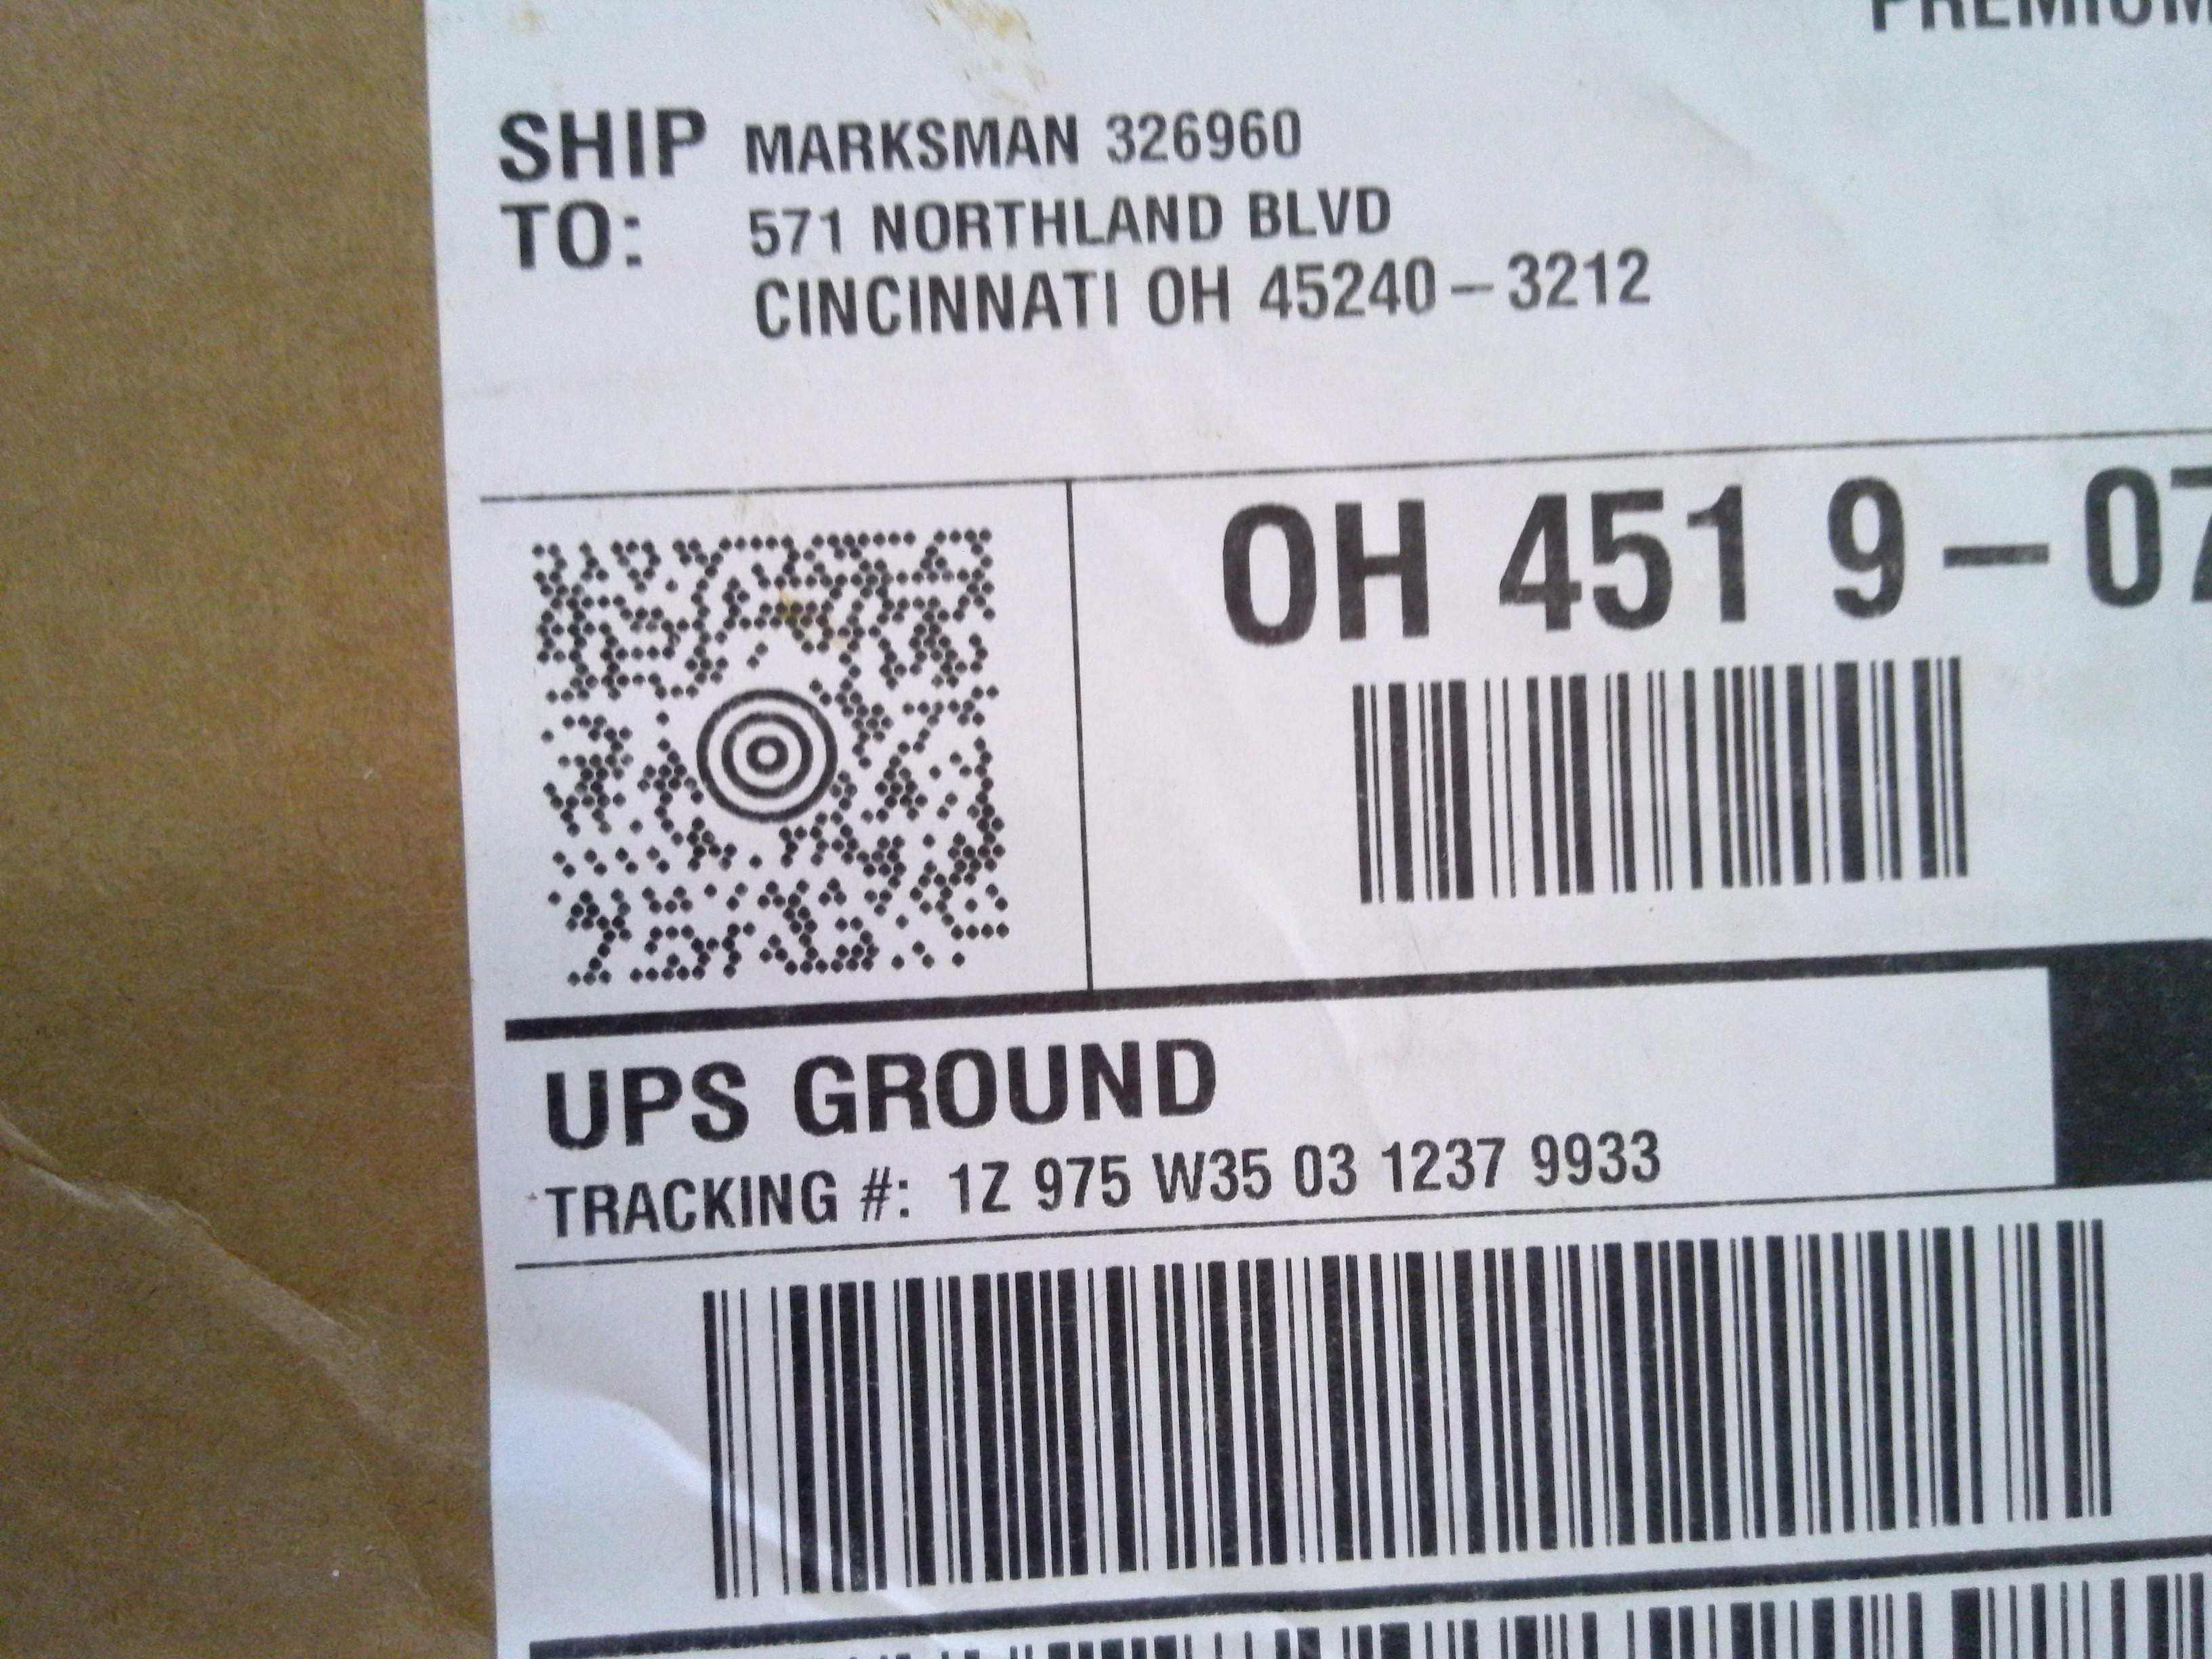 PREMIUM
SHIP TO: MARKSMAN 326960
571 NORTHLAND BLVD
CINCINNATI OH 45240-3212
OH 451 9-07
UPS GROUND
TRACKING #: 1Z 975 W35 03 1237 9933